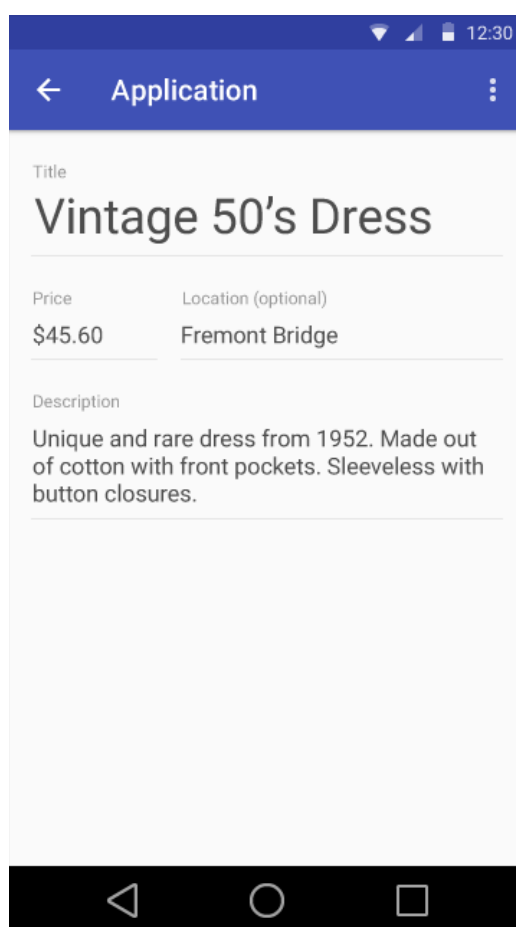 12:30
Application
Title
Vintage 50’s Dress
Price
Location (optional)
$45.60
Fremont Bridge
Description
Unique and rare dress from 1952. Made out
of cotton with front pockets. Sleeveless with
button closures.